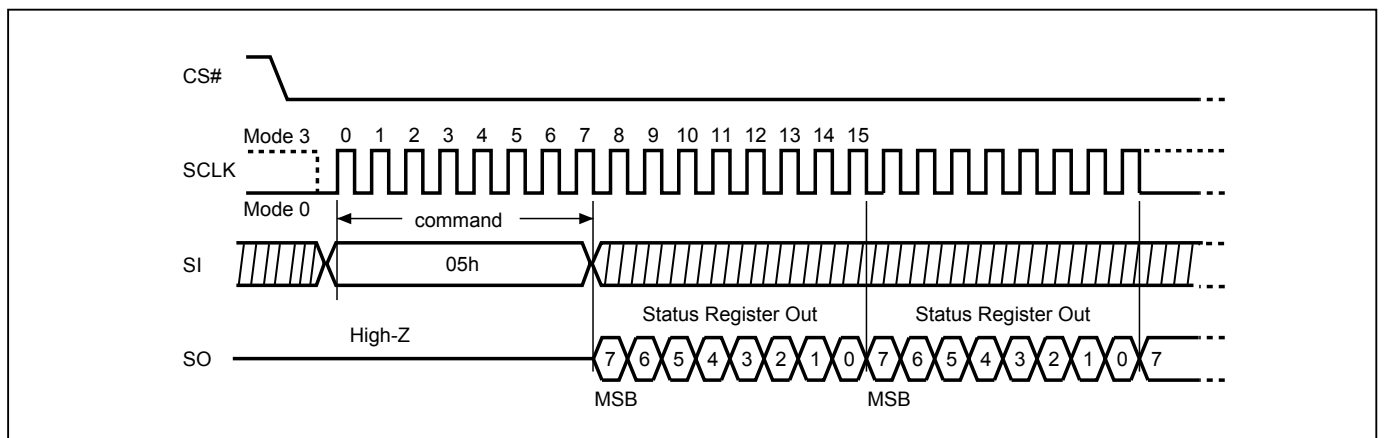 CS#
Mode 3 0 1 2 3 4 5 6 7 8 9 10 11 12 13 14 15
SCLK
Mode 0
command
SI 05h
Status Register Out Status Register Out
High-Z
SO 7 6 5 4 3 2 1 0 7 6 5 4 3 2 1 0 7
MSB MSB